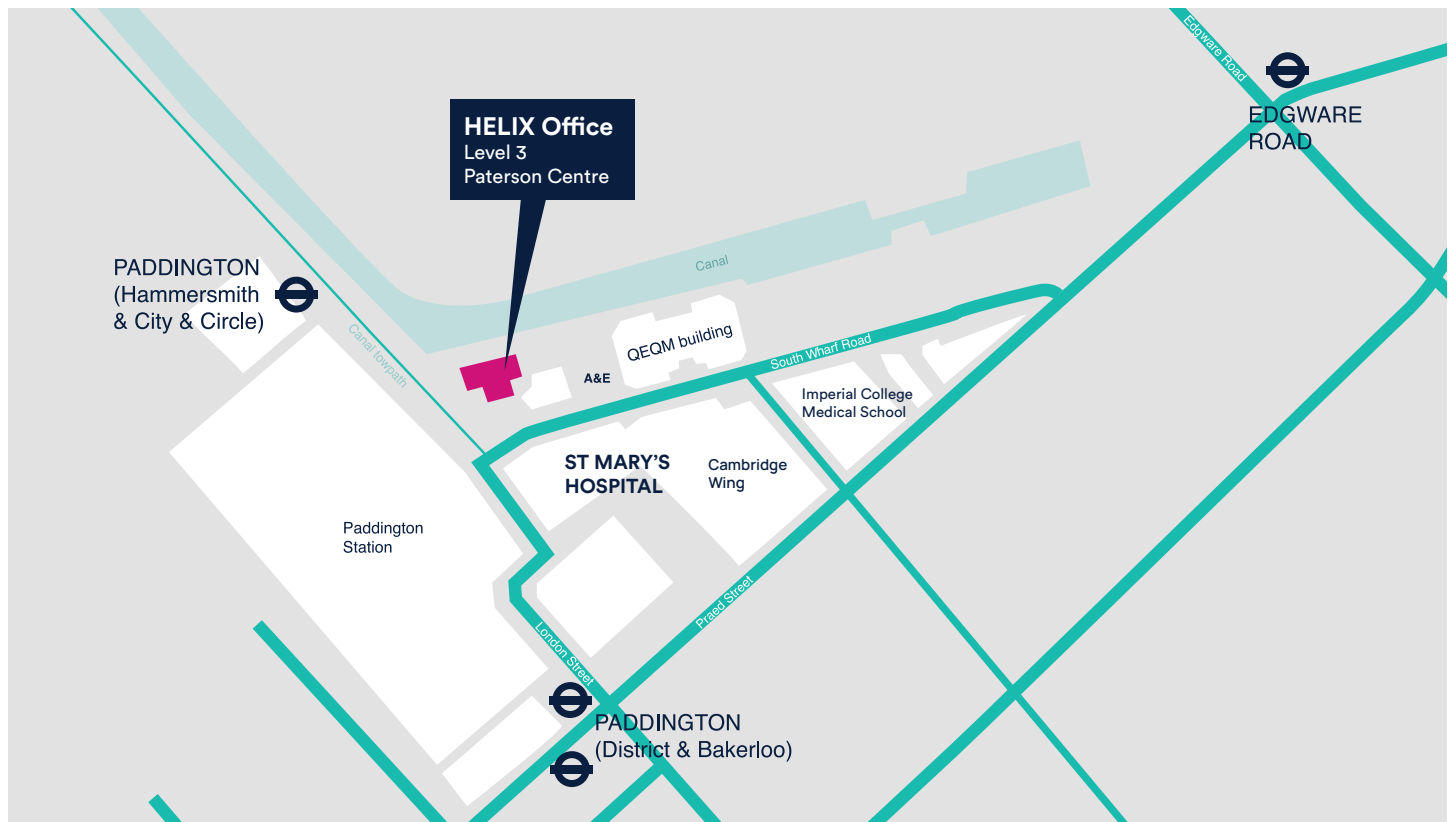 Edgware Road
EDGWARE
ROAD
HELIX Office
Level 3
Paterson Centre
PADDINGTON
(Hammersmith
& City & Circle)
Canal
Canal towpath
QEQM building
A&E
South Wharf Road
Imperial College
Medical School
ST MARY’S
HOSPITAL
Cambridge
Wing
Paddington
Station
Praed Street
London Street
PADDINGTON
(District & Bakerloo)